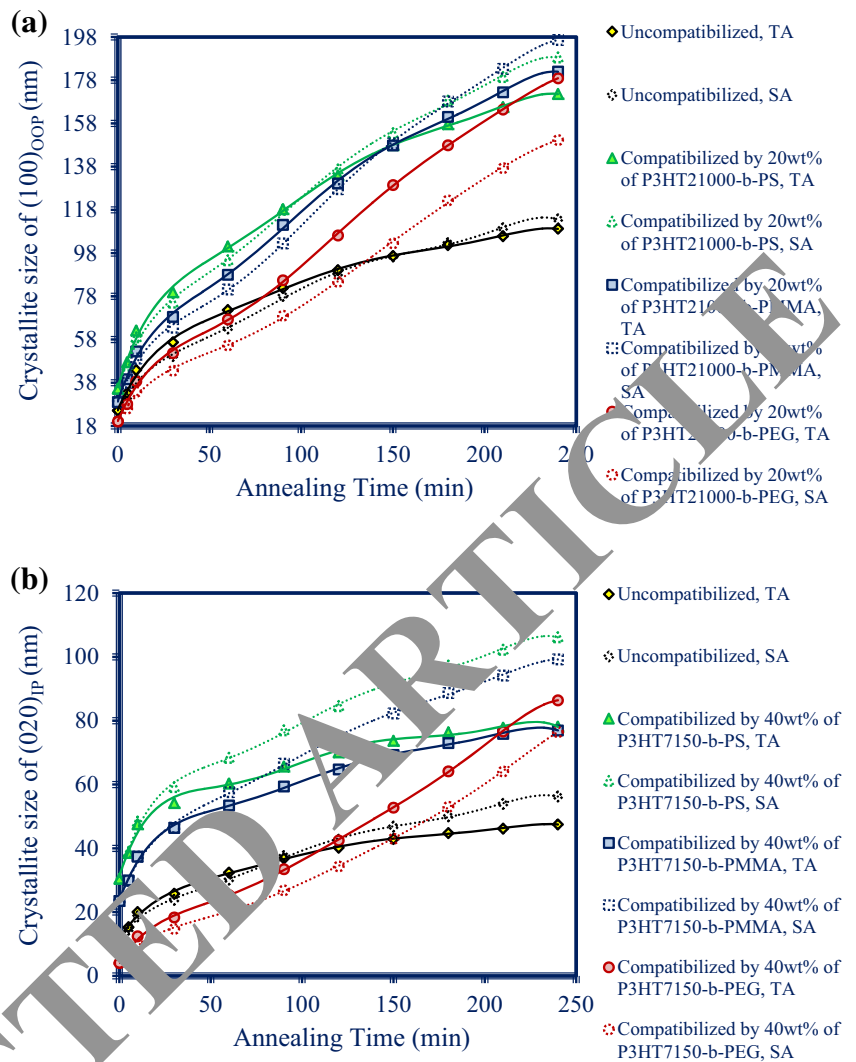 (a)
198
178
158
138
118
98
78
58
38
18
Crystallite size of (100)OOP (nm)
0 50 100 150 200 250
Annealing Time (min)
Uncompatibilized, TA
Uncompatibilized, SA
Compatibilized by 20wt%
of P3HT21000-b-PS, TA
Compatibilized by 20wt%
of P3HT21000-b-PS, SA
Compatibilized by 20wt%
of P3HT21000-b-PMMA,
TA
Compatibilized by 20wt%
of P3HT21000-b-PMMA,
SA
Compatibilized by 20wt%
of P3HT21000-b-PEG, TA
Compatibilized by 20wt%
of P3HT21000-b-PEG, SA
(b)
120
100
80
60
40
20
0
Crystallite size of (020)IP (nm)
0 50 100 150 200 250
Annealing Time (min)
Uncompatibilized, TA
Uncompatibilized, SA
Compatibilized by 40wt% of
P3HT7150-b-PS, TA
Compatibilized by 40wt% of
P3HT7150-b-PS, SA
Compatibilized by 40wt% of
P3HT7150-b-PMMA, TA
Compatibilized by 40wt% of
P3HT7150-b-PMMA, SA
Compatibilized by 40wt% of
P3HT7150-b-PEG, TA
Compatibilized by 40wt% of
P3HT7150-b-PEG, SA
TED ARTICLE